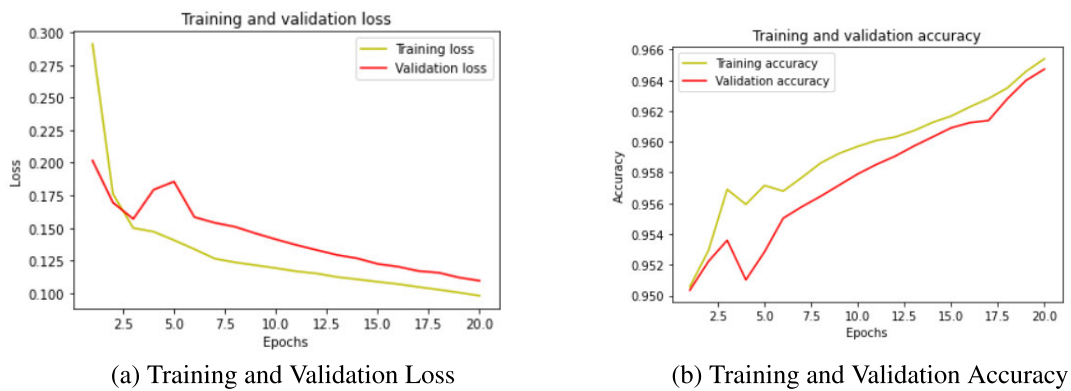 Training and validation loss
0.300
0.275
0.250
0.225
0.200
0.175
0.150
0.125
0.100
Loss
Training loss
Validation loss
2.5 5.0 7.5 10.0 12.5 15.0 17.5 20.0
Epochs
(a) Training and Validation Loss
Training and validation accuracy
0.966
0.964
0.962
0.960
0.958
0.956
0.954
0.952
0.950
Accuracy
Training accuracy
Validation accuracy
2.5 5.0 7.5 10.0 12.5 15.0 17.5 20.0
Epochs
(b) Training and Validation Accuracy